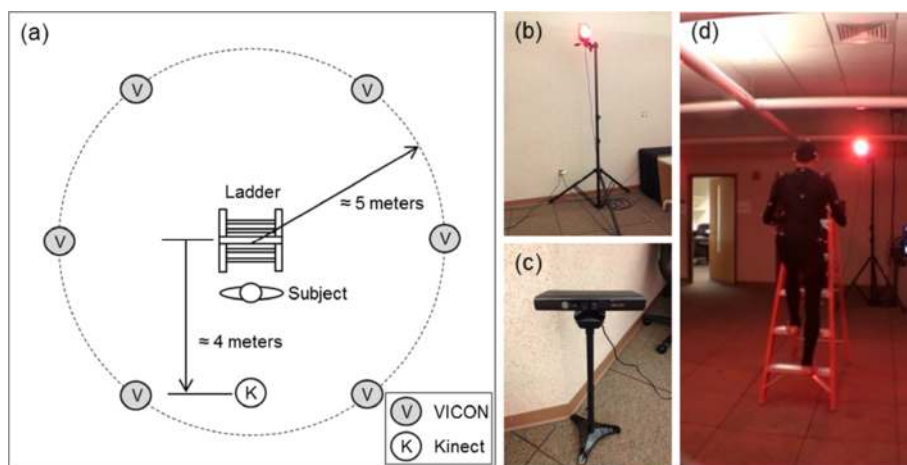 (a)
V
V
Ladder
≈ 5 meters
V
V
Subject
≈ 4 meters
V
K
V
V VICON
K Kinect
(b)
(c)
(d)